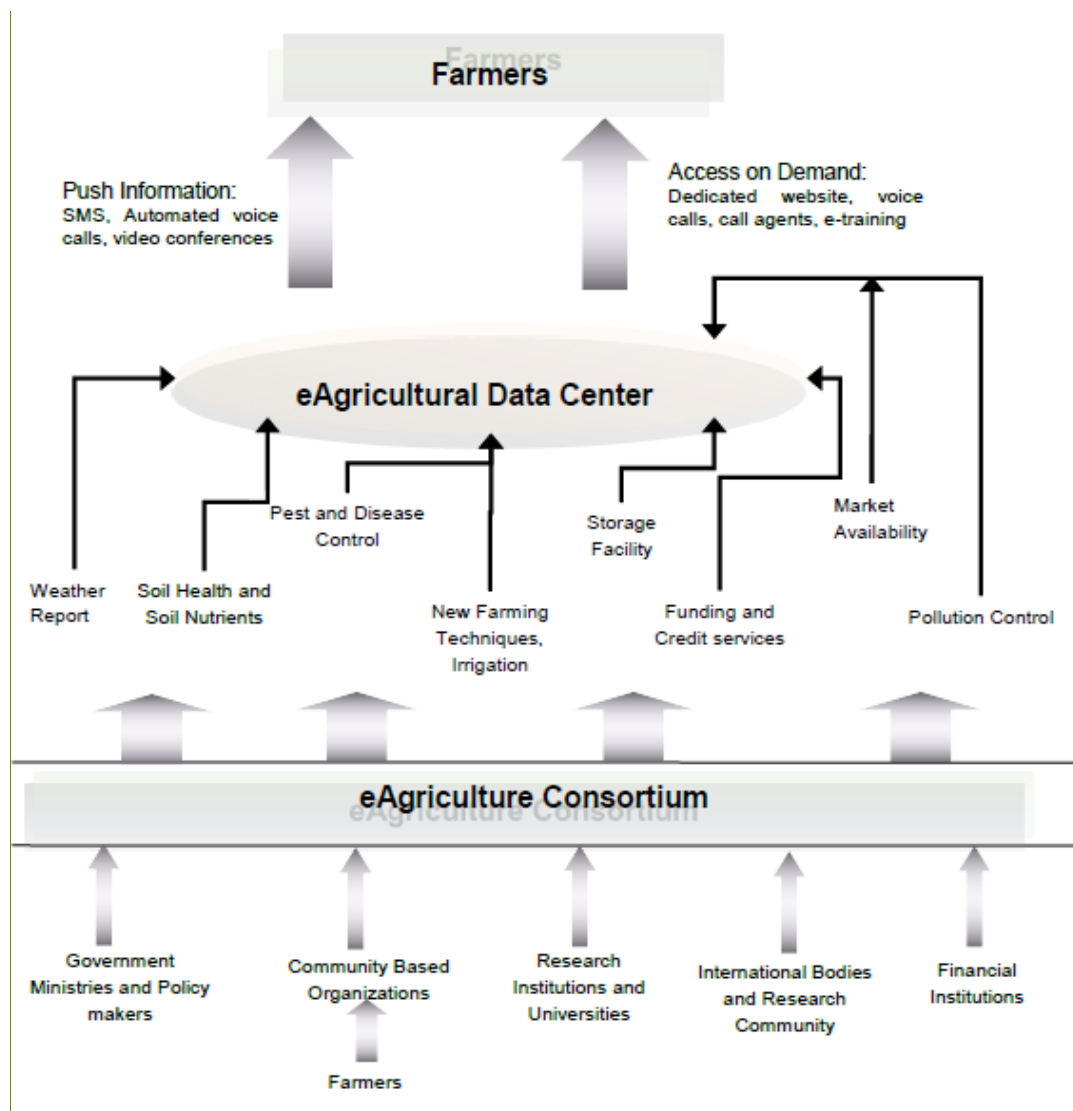 Farmers
Push Information:
SMS, Automated voice
calls, video conferences
Access on Demand:
Dedicated website, voice
calls, call agents, e-training
eAgricultural Data Center
Pest and Disease
Control
Storage
Facility
Market
Availability
Weather
Report
Soil Health and
Soil Nutrients
New Farming
Techniques,
Irrigation
Funding and
Credit services
Pollution Control
eAgriculture Consortium
Government
Ministries and Policy
makers
Community Based
Organizations
Research
Institutions and
Universities
International Bodies
and Research
Community
Financial
Institutions
Farmers